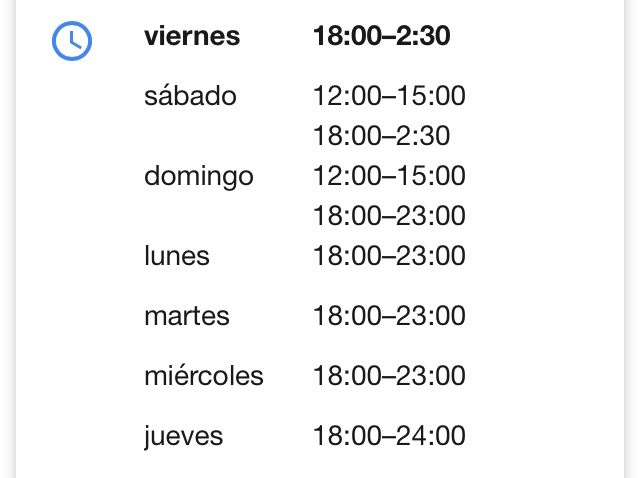 viernes 18:00–2:30
sábado 12:00–15:00
18:00–2:30
domingo 12:00–15:00
18:00–23:00
lunes 18:00–23:00
martes 18:00–23:00
miércoles 18:00–23:00
jueves 18:00–24:00